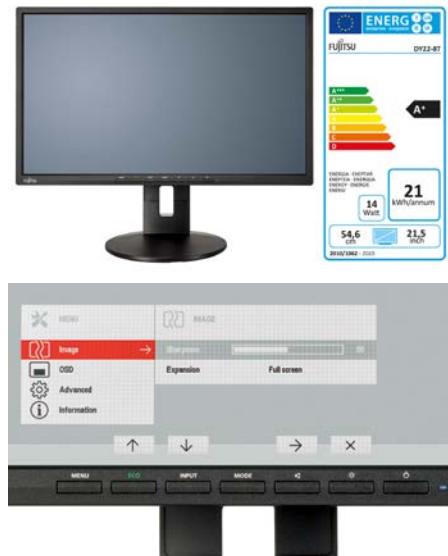 FUJITSU
ENERG
FUJITSU DY22-8T
A+++
A++
A+
B
C
D
A+
ENERGIA · ЕНЕРГИЯ
ΕΝΕΡΓΕΙΑ · ENERGIJA
ENERGY · ENERGIE
ENERGI
14
Watt
21
kWh/annum
54,6
cm
21,5
inch
2010/1062 - 2019
MENU IMAGE
Image Sharpness
OSD Expansion Full screen
Advanced
Information
MENU ECO INPUT MODE